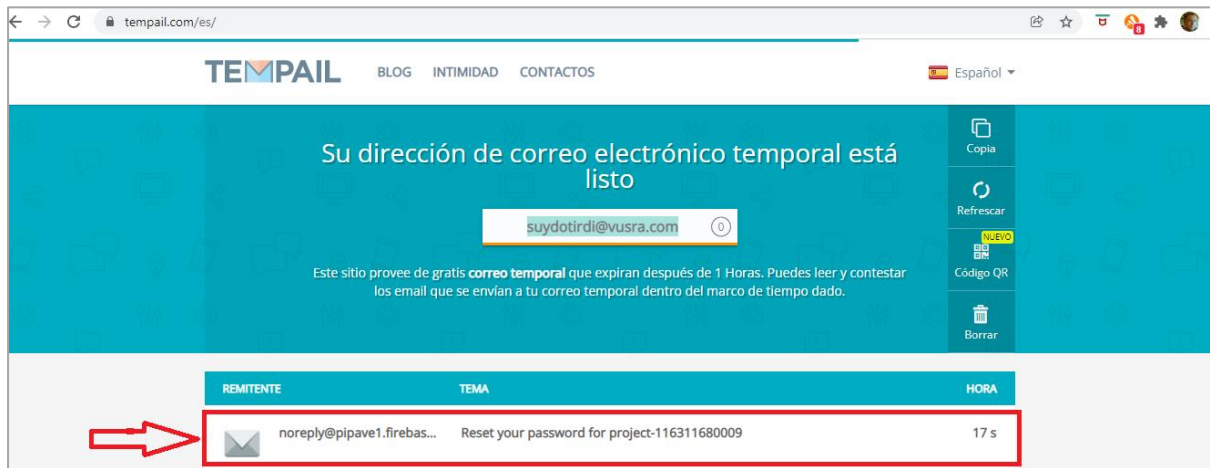 tempail.com/es/
8
TEMPAIL
BLOG INTIMIDAD CONTACTOS
Español
Su dirección de correo electrónico temporal está
listo
suydotirdi@vusra.com 0
Este sitio provee de gratis correo temporal que expiran después de 1 Horas. Puedes leer y contestar
los email que se envían a tu correo temporal dentro del marco de tiempo dado.
Copia
Refrescar
NUEVO
Código QR
Borrar
REMITENTE TEMA HORA
noreply@pipave1.firebas... Reset your password for project-116311680009 17 s